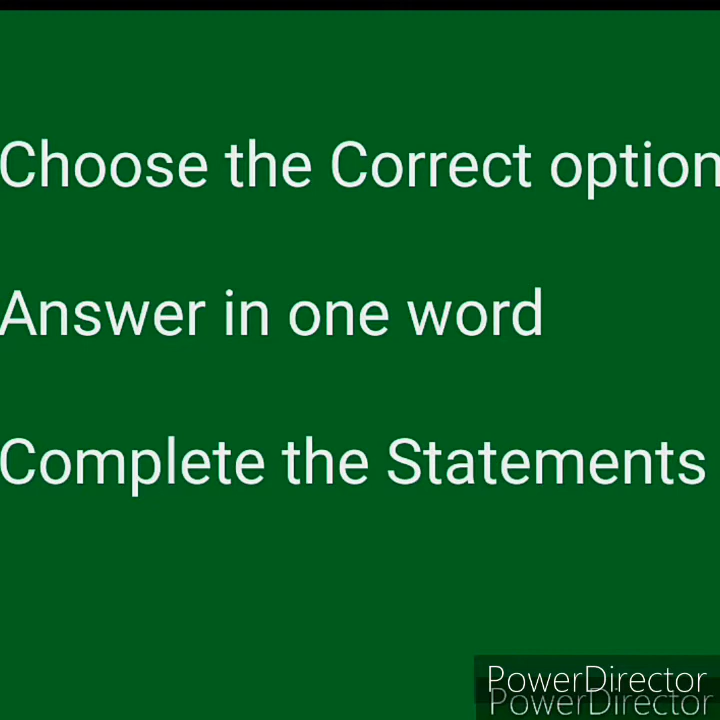 Choose the Correct option
Answer in one word
Complete the Statements
PowerDirector
PowerDirector